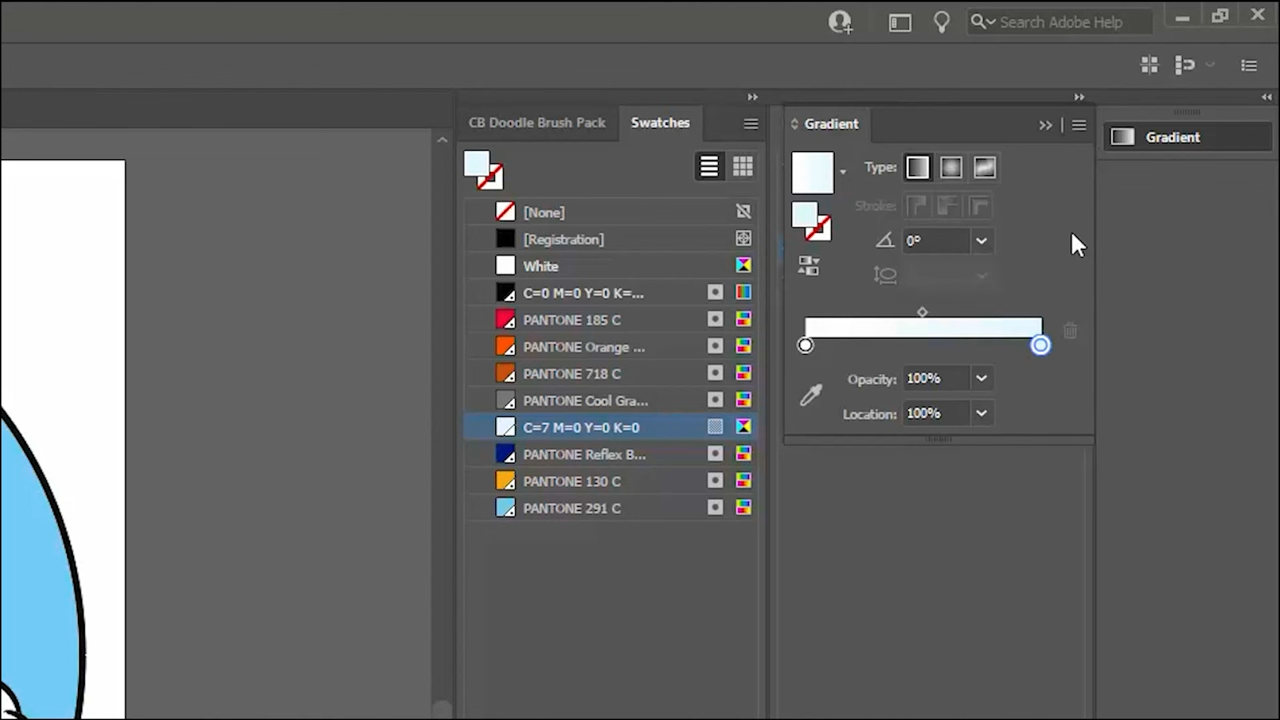 Search Adobe Help
CB Doodle Brush Pack
Swatches
Gradient
Gradient
Type:
Stroke:
0°
[None]
[Registration]
White
C=0 M=0 Y=0 K=...
PANTONE 185 C
PANTONE Orange ...
PANTONE 718 C
PANTONE Cool Gra...
C=7 M=0 Y=0 K=0
PANTONE Reflex B...
PANTONE 130 C
PANTONE 291 C
Opacity: 100%
Location: 100%